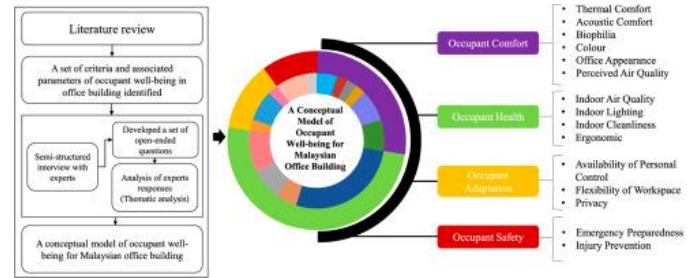 Literature review
A set of criteria and associated
parameters of occupant well-being in
office building identified
Semi-structured
interview with
experts
Developed a set of
open-ended
questions
Analysis of experts
responses
(Thematic analysis)
A conceptual model of occupant well-
being for Malaysian office building
A Conceptual
Model of
Occupant
Well-being for
Malaysian
Office Building
Occupant Comfort
• Thermal Comfort
• Acoustic Comfort
• Biophilia
• Colour
• Office Appearance
• Perceived Air Quality
Occupant Health
• Indoor Air Quality
• Indoor Lighting
• Indoor Cleanliness
• Ergonomic
Occupant
Adaptation
• Availability of Personal
Control
• Flexibility of Workspace
• Privacy
Occupant Safety
• Emergency Preparedness
• Injury Prevention